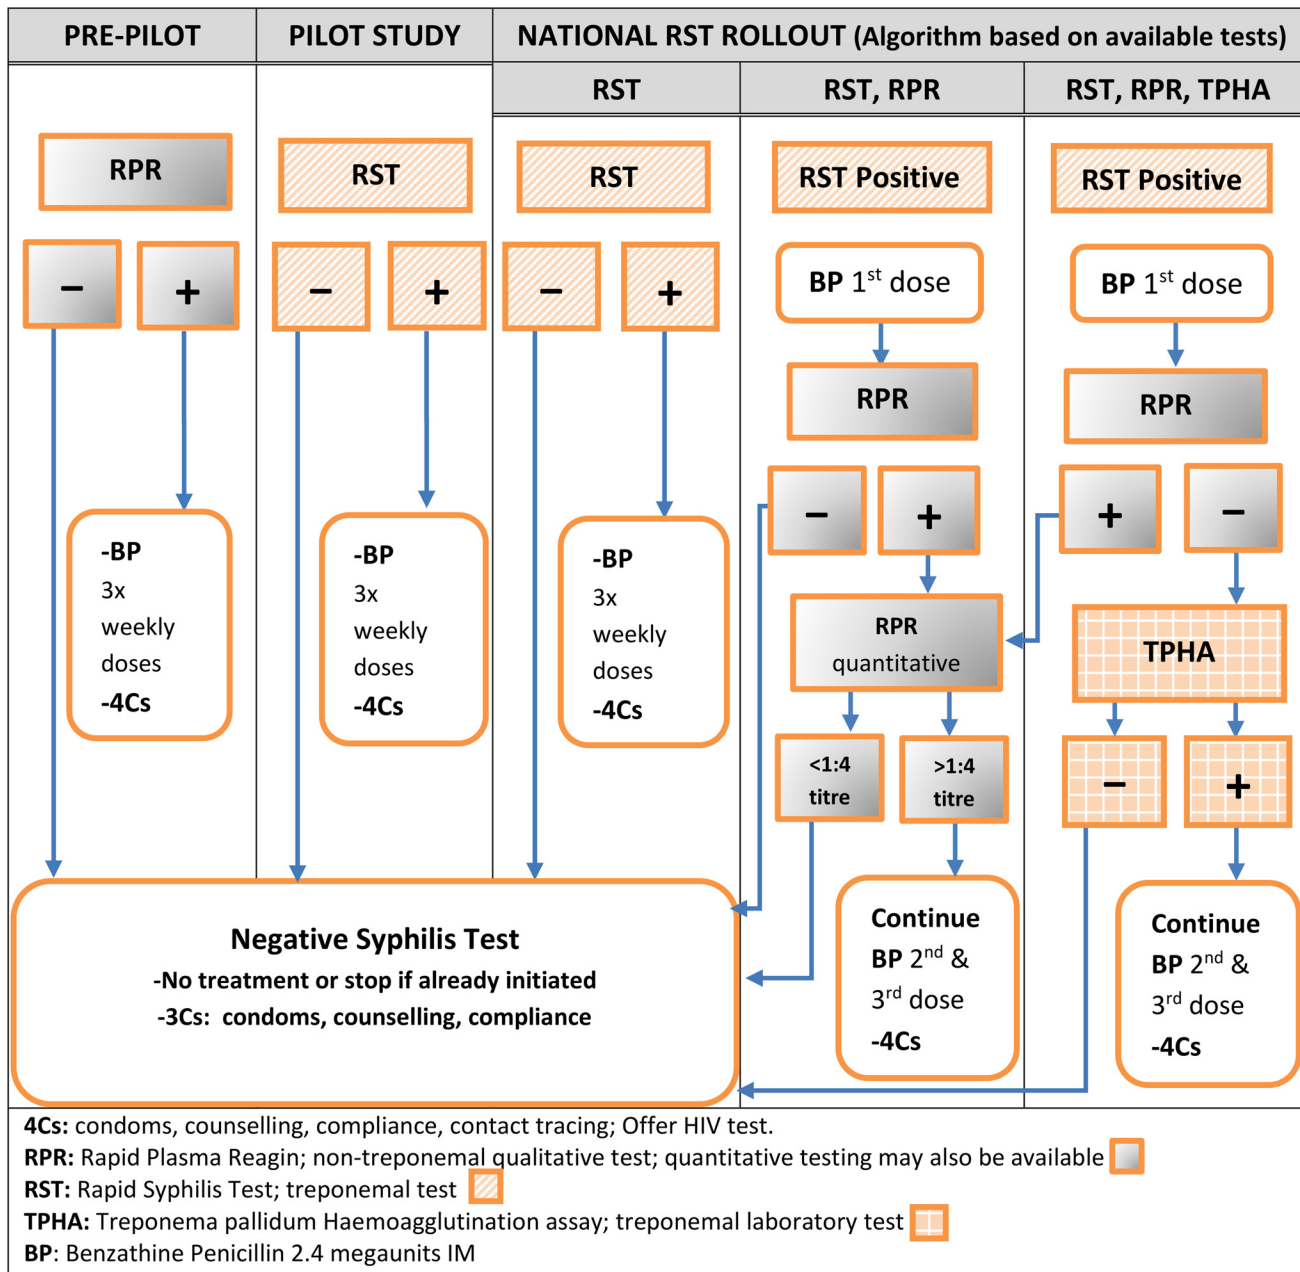 PRE-PILOT
PILOT STUDY
NATIONAL RST ROLLOUT (Algorithm based on available tests)
RST
RST, RPR
RST, RPR, TPHA
RPR
−
+
-BP
3x
weekly
doses
-4Cs
RST
−
+
-BP
3x
weekly
doses
-4Cs
RST
−
+
-BP
3x
weekly
doses
-4Cs
RST Positive
BP 1st dose
RPR
−
+
RPR
quantitative
<1:4
titre
>1:4
titre
Continue
BP 2nd &
3rd dose
-4Cs
RST Positive
BP 1st dose
RPR
+
−
TPHA
−
+
Continue
BP 2nd &
3rd dose
-4Cs
Negative Syphilis Test
-No treatment or stop if already initiated
-3Cs: condoms, counselling, compliance
4Cs: condoms, counselling, compliance, contact tracing; Offer HIV test.
RPR: Rapid Plasma Reagin; non-treponemal qualitative test; quantitative testing may also be available
RST: Rapid Syphilis Test; treponemal test
TPHA: Treponema pallidum Haemoagglutination assay; treponemal laboratory test
BP: Benzathine Penicillin 2.4 megaunits IM